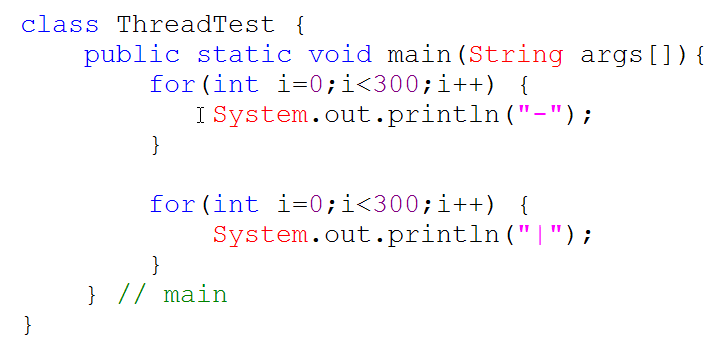 class ThreadTest {
    public static void main(String args[]){
        for(int i=0;i<300;i++) {
            System.out.println("-");
        }

        for(int i=0;i<300;i++) {
            System.out.println("|");
        }
    } // main
}